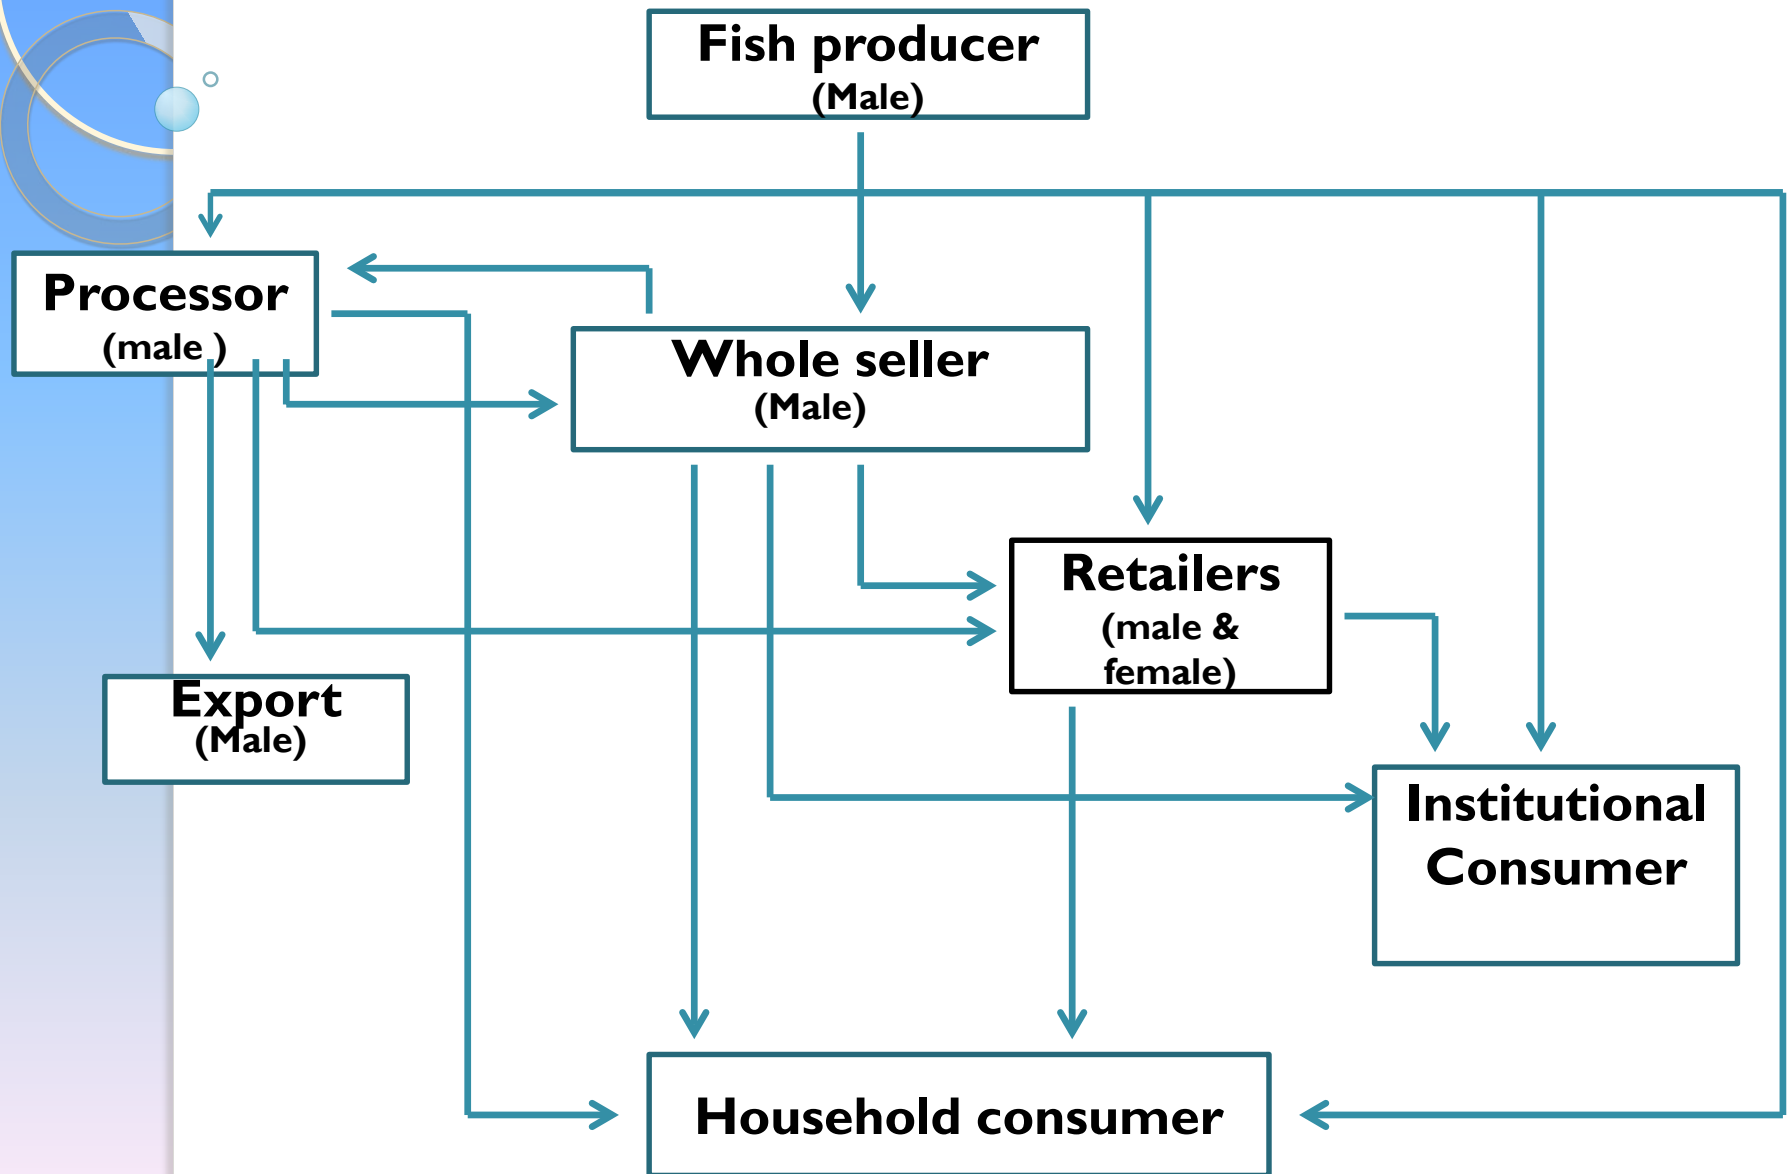 Fish producer
(Male)
Processor
(male )
Whole seller
(Male)
Retailers
(male &
female)
Export
(Male)
Institutional
Consumer
Household consumer